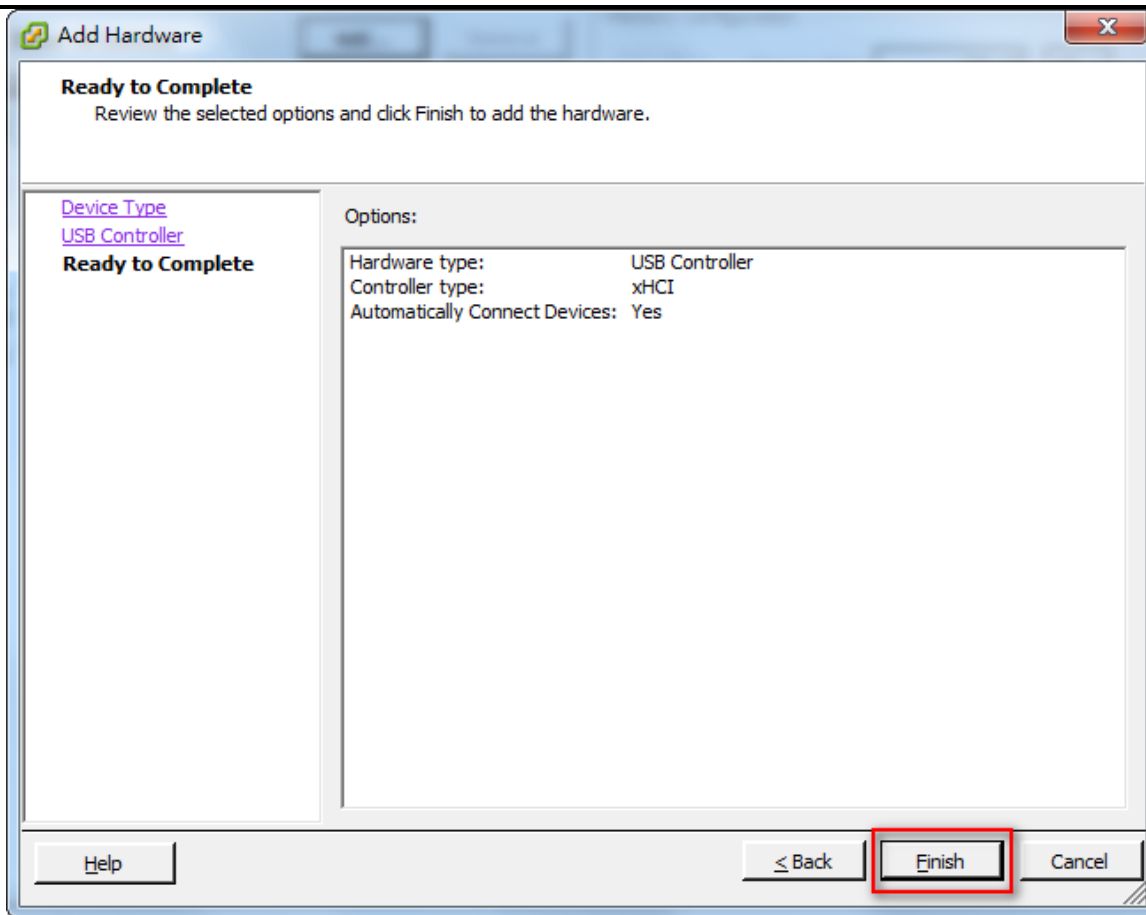 Add Hardware
Ready to Complete
Review the selected options and click Finish to add the hardware.
Device Type
USB Controller
Ready to Complete
Options:
Hardware type: USB Controller
Controller type: xHCI
Automatically Connect Devices: Yes
Help
< Back
Finish
Cancel